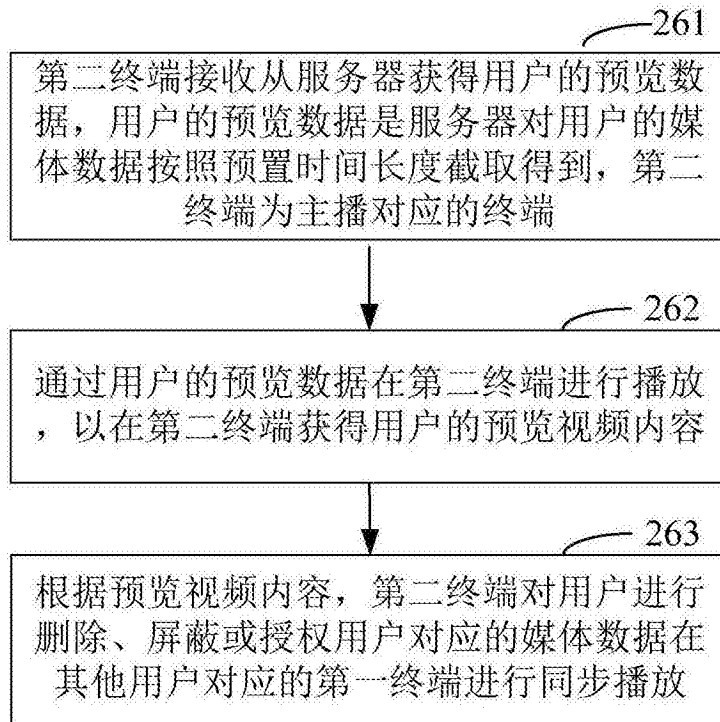 261
第二终端接收从服务器获得用户的预览数
据，用户的预览数据是服务器对用户的媒
体数据按照预置时间长度截取得到，第二
终端为主播对应的终端
262
通过用户的预览数据在第二终端进行播放
，以在第二终端获得用户的预览视频内容
263
根据预览视频内容，第二终端对用户进行
删除、屏蔽或授权用户对应的媒体数据在
其他用户对应的第一终端进行同步播放